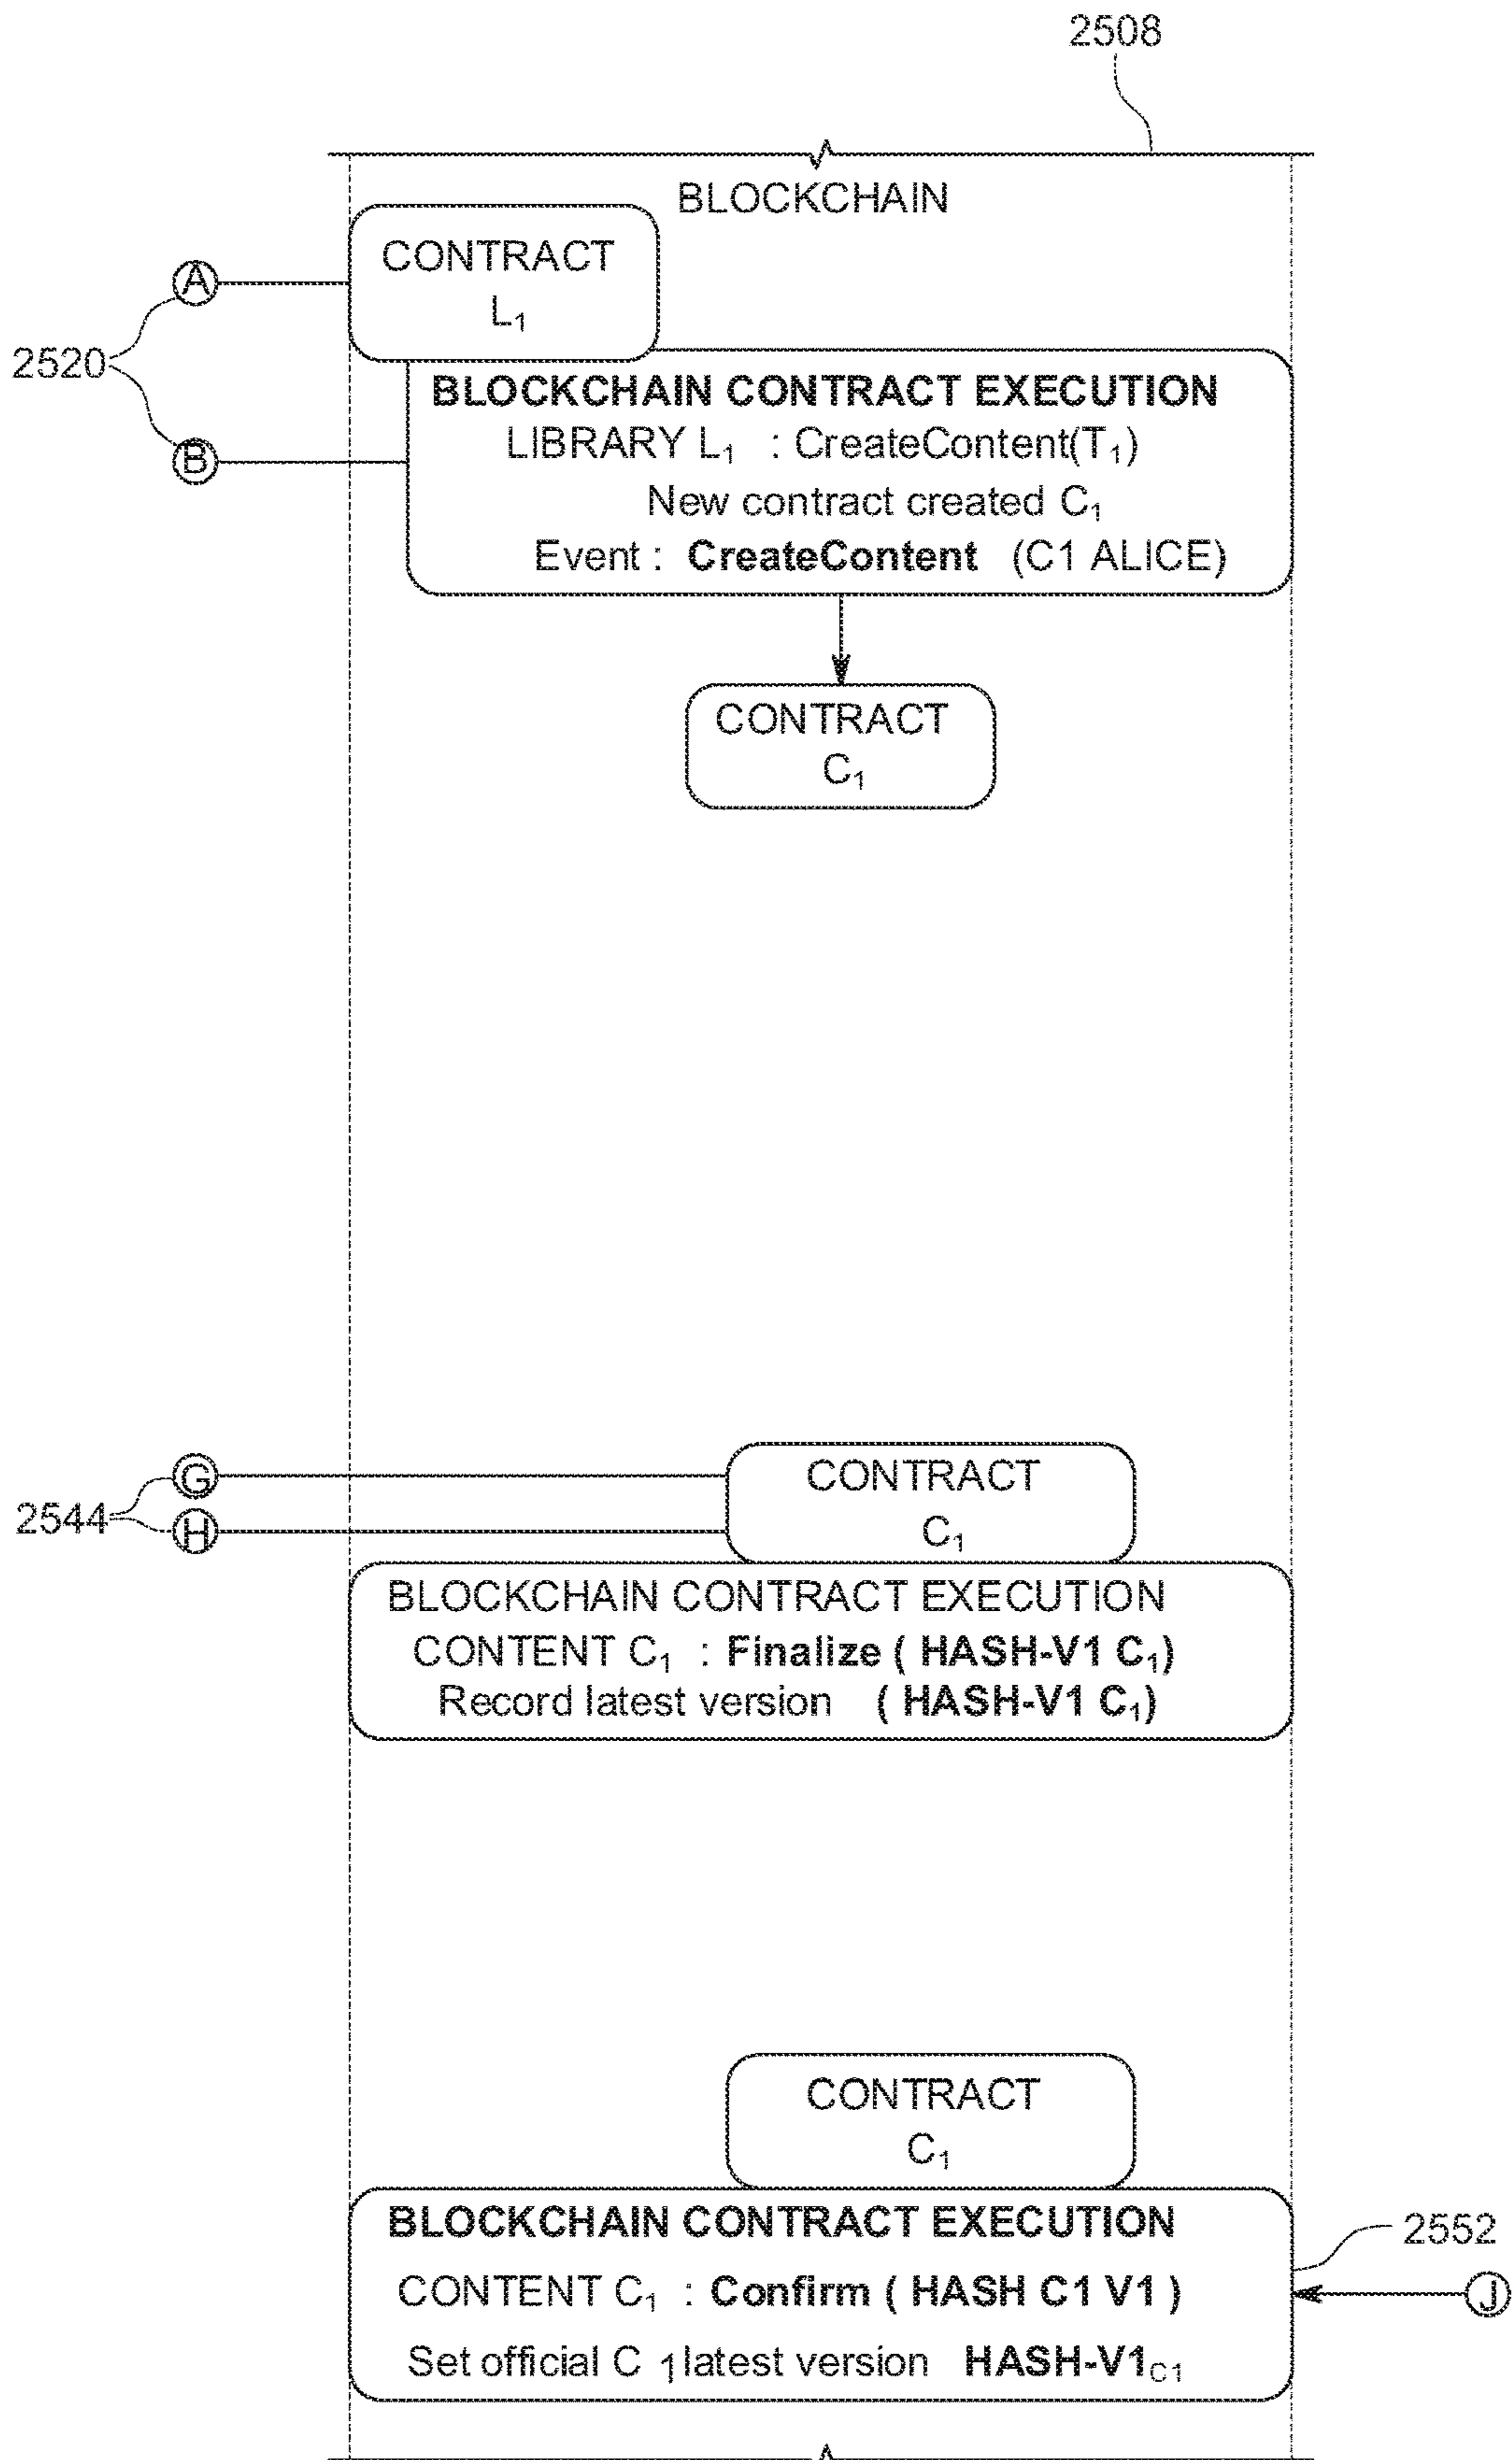 2508
BLOCKCHAIN
CONTRACT
L₁
A
2520
B
BLOCKCHAIN CONTRACT EXECUTION
LIBRARY L₁ : CreateContent(T₁)
New contract created C₁
Event : CreateContent (C1 ALICE)
CONTRACT
C₁
G
2544
H
CONTRACT
C₁
BLOCKCHAIN CONTRACT EXECUTION
CONTENT C₁ : Finalize ( HASH-V1 C₁)
Record latest version ( HASH-V1 C₁)
CONTRACT
C₁
BLOCKCHAIN CONTRACT EXECUTION
2552
CONTENT C₁ : Confirm ( HASH C1 V1 )
J
Set official C 1 latest version HASH-V1 C1